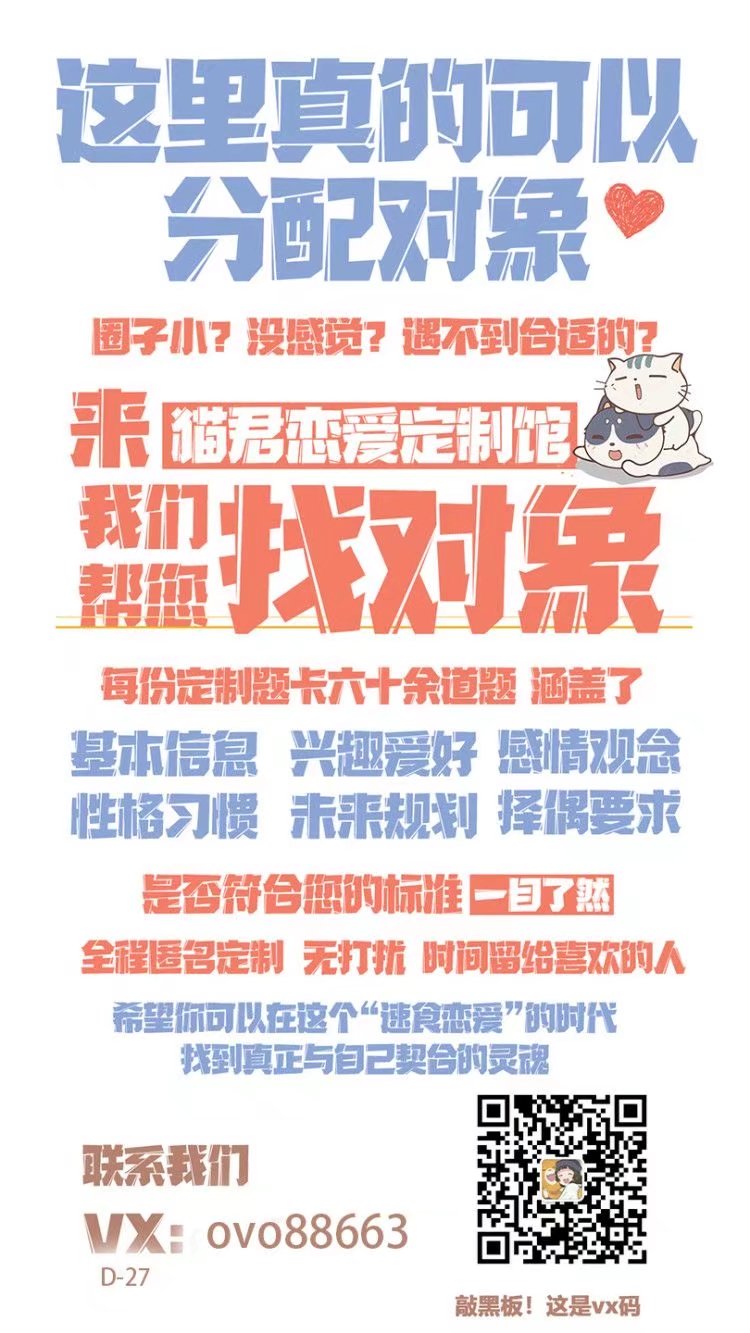 这里真的可以
分配对象
圈子小？没感觉？遇不到合适的？
来 猫君恋爱定制馆
我们帮您 找对象
每份定制题卡六十余道题 涵盖了
基本信息 兴趣爱好 感情观念
性格习惯 未来规划 择偶要求
是否符合您的标准 一目了然
全程匿名定制 无打扰 时间留给喜欢的人
希望你可以在这个“速食恋爱”的时代
找到真正与自己契合的灵魂
联系我们
VX：ovo88663
D-27
敲黑板！这是vx码